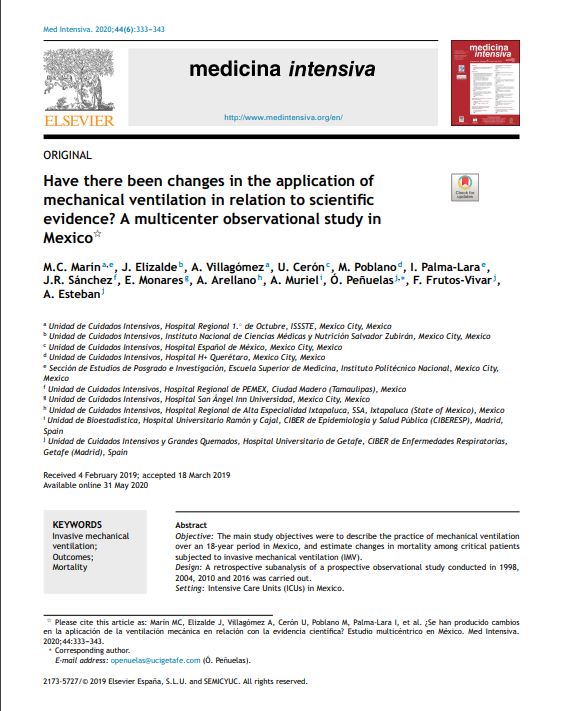 Med Intensiva. 2020;44(6):333---343
ELSEVIER
medicina intensiva
http://www.medintensiva.org/en/
medicina
intensiva
ORIGINAL
Have there been changes in the application of
mechanical ventilation in relation to scientific
evidence? A multicenter observational study in
Mexico☆
Check for
updates
M.C. Marín a,e, J. Elizalde b, A. Villagómez a, U. Cerón c, M. Poblano d, I. Palma-Lara e,
J.R. Sánchez f, E. Monares g, A. Arellano h, A. Muriel i, Ó. Peñuelas j,*, F. Frutos-Vivar j,
A. Esteban j
a Unidad de Cuidados Intensivos, Hospital Regional 1.° de Octubre, ISSSTE, Mexico City, Mexico
b Unidad de Cuidados Intensivos, Instituto Nacional de Ciencias Médicas y Nutrición Salvador Zubirán, Mexico City, Mexico
c Unidad de Cuidados Intensivos, Hospital Español de México, Mexico City, Mexico
d Unidad de Cuidados Intensivos, Hospital H+ Querétaro, Mexico City, Mexico
e Sección de Estudios de Posgrado e Investigación, Escuela Superior de Medicina, Instituto Politécnico Nacional, Mexico City,
Mexico
f Unidad de Cuidados Intensivos, Hospital Regional de PEMEX, Ciudad Madero (Tamaulipas), Mexico
g Unidad de Cuidados Intensivos, Hospital San Ángel Inn Universidad, Mexico City, Mexico
h Unidad de Cuidados Intensivos, Hospital Regional de Alta Especialidad Ixtapaluca, SSA, Ixtapaluca (State of Mexico), Mexico
i Unidad de Bioestadística, Hospital Universitario Ramón y Cajal, CIBER de Epidemiología y Salud Pública (CIBERESP), Madrid,
Spain
j Unidad de Cuidados Intensivos y Grandes Quemados, Hospital Universitario de Getafe, CIBER de Enfermedades Respiratorias,
Getafe (Madrid), Spain
Received 4 February 2019; accepted 18 March 2019
Available online 31 May 2020
KEYWORDS
Invasive mechanical
ventilation;
Outcomes;
Mortality
Abstract
Objective: The main study objectives were to describe the practice of mechanical ventilation
over an 18-year period in Mexico, and estimate changes in mortality among critical patients
subjected to invasive mechanical ventilation (IMV).
Design: A retrospective subanalysis of a prospective observational study conducted in 1998,
2004, 2010 and 2016 was carried out.
Setting: Intensive Care Units (ICUs) in Mexico.
☆ Please cite this article as: Marín MC, Elizalde J, Villagómez A, Cerón U, Poblano M, Palma-Lara I, et al. ¿Se han producido cambios
en la aplicación de la ventilación mecánica en relación con la evidencia científica? Estudio multicéntrico en México. Med Intensiva.
2020;44:333---343.
* Corresponding author.
E-mail address: openuelas@ucigetafe.com (Ó. Peñuelas).
2173-5727/© 2019 Elsevier España, S.L.U. and SEMICYUC. All rights reserved.